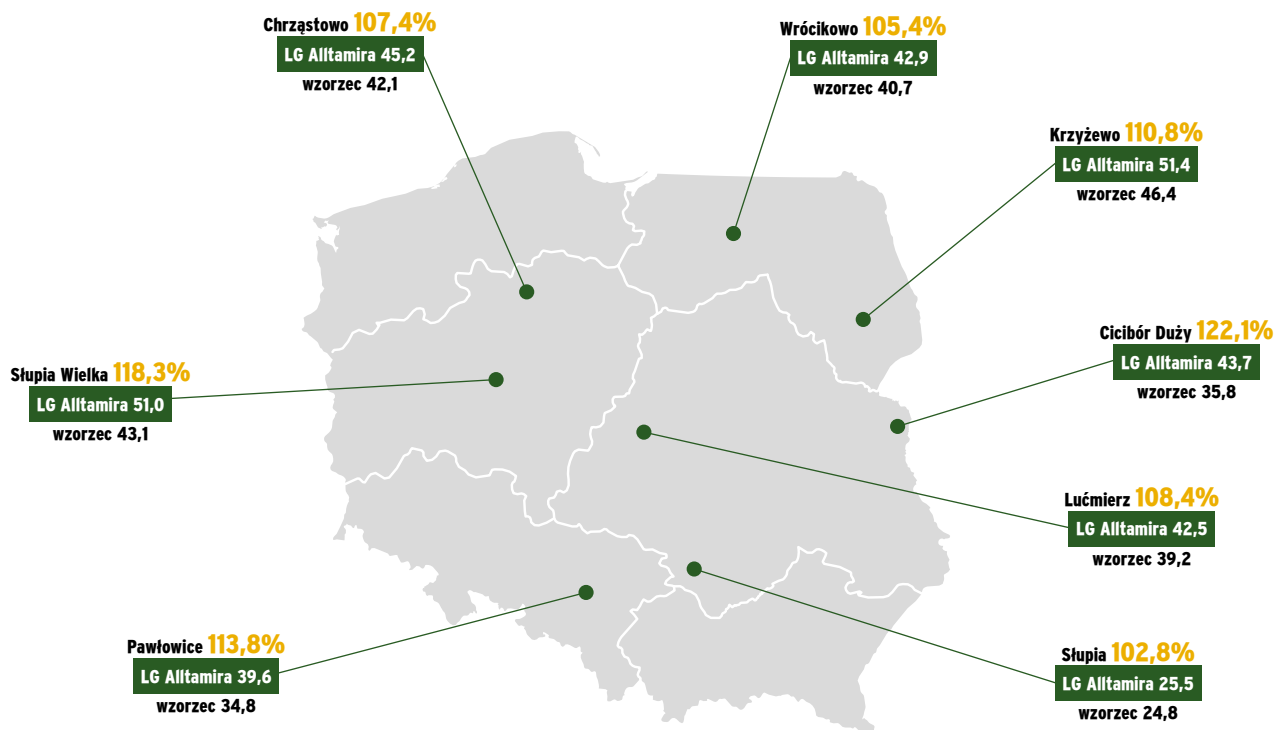 Chrząstowo 107,4%
LG Alltamira 45,2
wzorzec 42,1
Wrócikowo 105,4%
LG Alltamira 42,9
wzorzec 40,7
Krzyżewo 110,8%
LG Alltamira 51,4
wzorzec 46,4
Cicibór Duży 122,1%
LG Alltamira 43,7
wzorzec 35,8
Słupia Wielka 118,3%
LG Alltamira 51,0
wzorzec 43,1
Lućmierz 108,4%
LG Alltamira 42,5
wzorzec 39,2
Pawłowice 113,8%
LG Alltamira 39,6
wzorzec 34,8
Słupia 102,8%
LG Alltamira 25,5
wzorzec 24,8